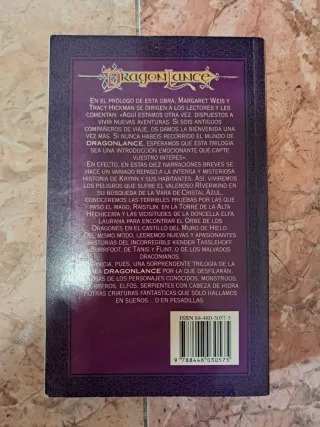 DRAGONLANCE
EN EL PRÓLOGO DE ESTA OBRA, MARGARET WEIS Y
TRACY HICKMAN SE DIRIGEN A LOS LECTORES Y LES
COMENTAN: «AQUÍ ESTAMOS OTRA VEZ, DISPUESTOS A
VIVIR NUEVAS AVENTURAS. SI SOIS ANTIGUOS
COMPAÑEROS DE VIAJE, OS DAMOS LA BIENVENIDA UNA
VEZ MÁS. SI NUNCA HABÉIS RECORRIDO EL MUNDO DE
DRAGONLANCE, ESPERAMOS QUE ESTA TRILOGÍA
SEA UNA INTRODUCCIÓN EMOCIONANTE QUE CAPTE
VUESTRO INTERÉS».
EN EFECTO, EN ESTAS DIEZ NARRACIONES BREVES SE
HACE UN VARIADO REPASO A LA INTENSA Y MISTERIOSA
HISTORIA DE KRYNN Y SUS HABITANTES. ASÍ, VIVIREMOS
LOS PELIGROS QUE SUFRE EL VALEROSO RIVERWIND EN
SU BÚSQUEDA DE LA VARA DE CRISTAL AZUL,
CONOCEREMOS LAS TERRIBLES PRUEBAS POR LAS QUE
PASÓ EL MAGO, RAISTLIN, EN LA TORRE DE LA ALTA
HECHICERÍA Y LAS VICISITUDES DE LA DONCELLA ELFA
LAURANA PARA ENCONTRAR EL ORBE DE LOS
DRAGONES EN EL CASTILLO DEL MURO DE HIELO.
DEL MISMO MODO, LEEREMOS NUEVAS Y APASIONANTES
HISTORIAS DEL INCORREGIBLE KENDER TASSLEHOFF
BURRFOOT, DE TANIS Y FLINT, O DE LOS MALVADOS
DRACONIANOS.
INICIA, PUES, UNA SORPRENDENTE TRILOGÍA DE LA
DRAGONLANCE POR LA QUE DESFILARÁN
DE LOS PERSONAJES CONOCIDOS, MONSTRUOS,
GUERREROS, ELFOS, SERPIENTES CON CABEZA DE HIDRA
OTRAS CRIATURAS FANTÁSTICAS QUE SÓLO HALLAMOS
EN SUEÑOS... O EN PESADILLAS
ISBN 84-480-3057-5
9 788448 030575